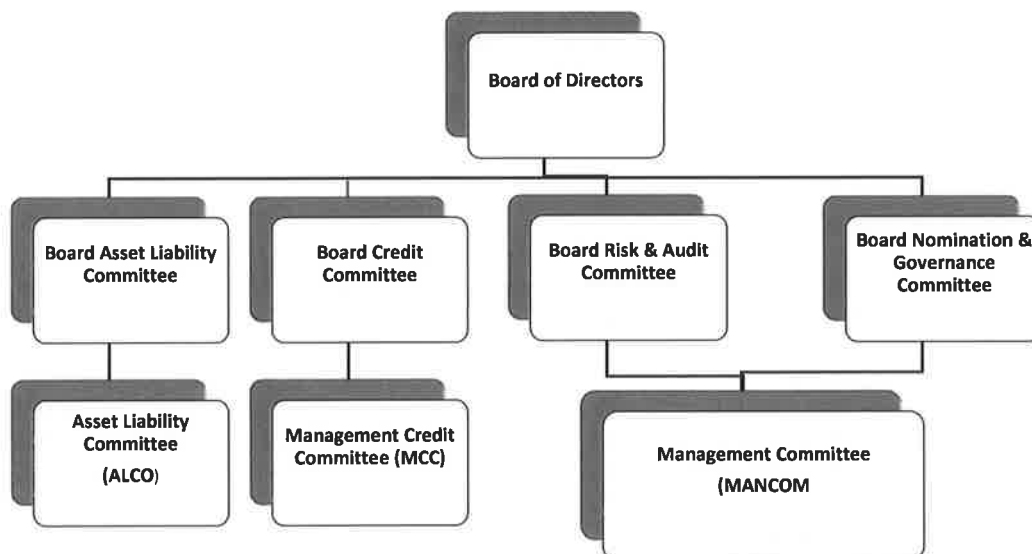 Board of Directors
Board Asset Liability
Committee
Board Credit
Committee
Board Risk & Audit
Committee
Board Nomination &
Governance
Committee
Asset Liability
Committee
(ALCO)
Management Credit
Committee (MCC)
Management Committee
(MANCOM